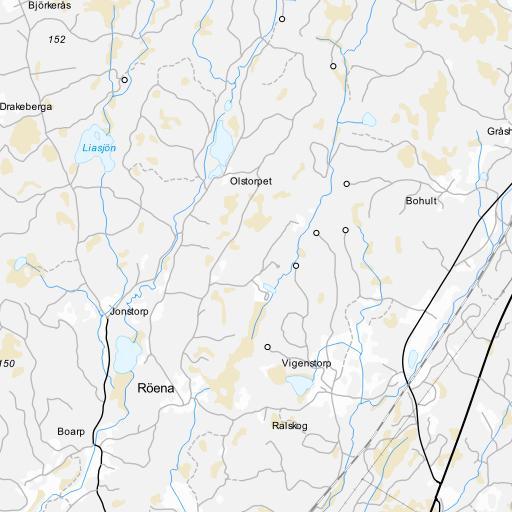 Björkerås
152
Drakeberga
Liasjön
Gråsh
Olstorpet
Bohult
Jonstorp
150
Vigenstorp
Röena
Ralskog
Boarp